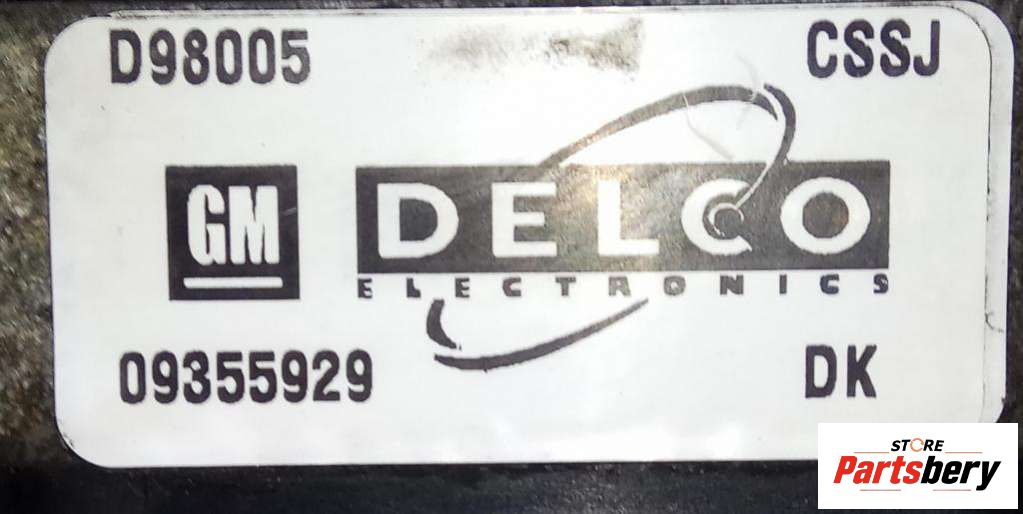 D98005 CSSJ
GM DELCO
ELECTRONICS
09355929 DK
STORE
Partsbery